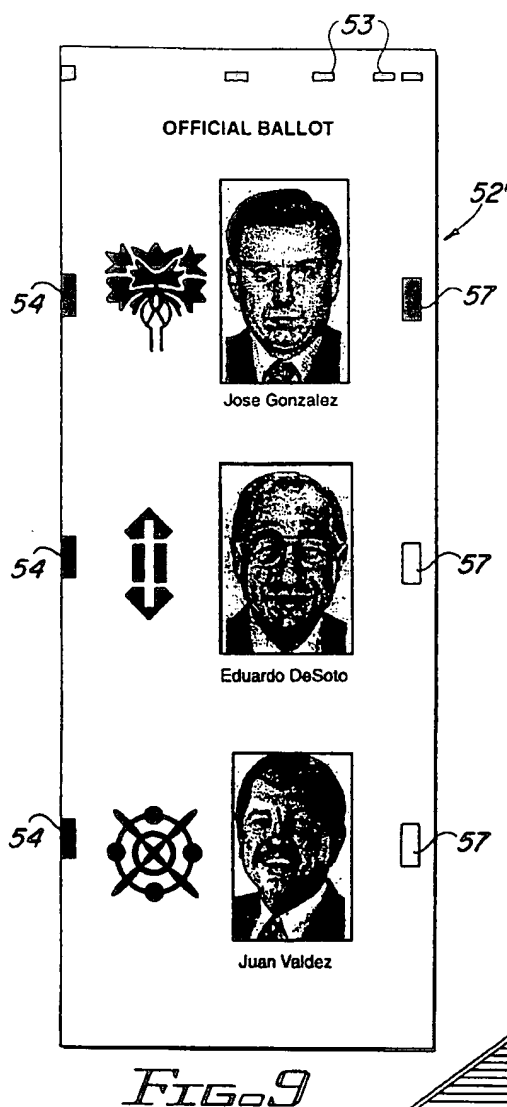 53
OFFICIAL BALLOT
52'
54
57
Jose Gonzalez
54
57
Eduardo DeSoto
54
57
Juan Valdez
FIG. 9